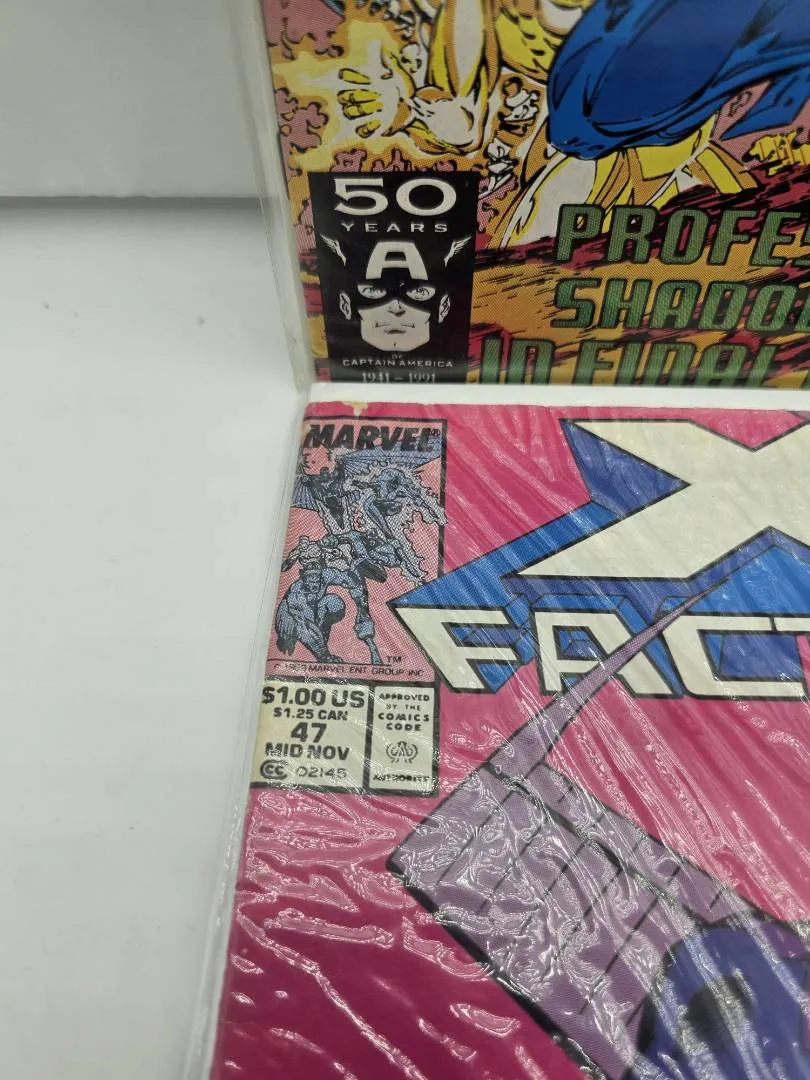 50
YEARS
A
OF
CAPTAIN AMERICA
1941-1991
PROFES
SHADO
IN FINAL
MARVEL®
TM
MARVEL ENT GROUP INC
X
FACT
$1.00 US
$1.25 CAN
47
MID NOV
CC 02145
APPROVED
BY THE
COMICS
CODE
AUTHORITY